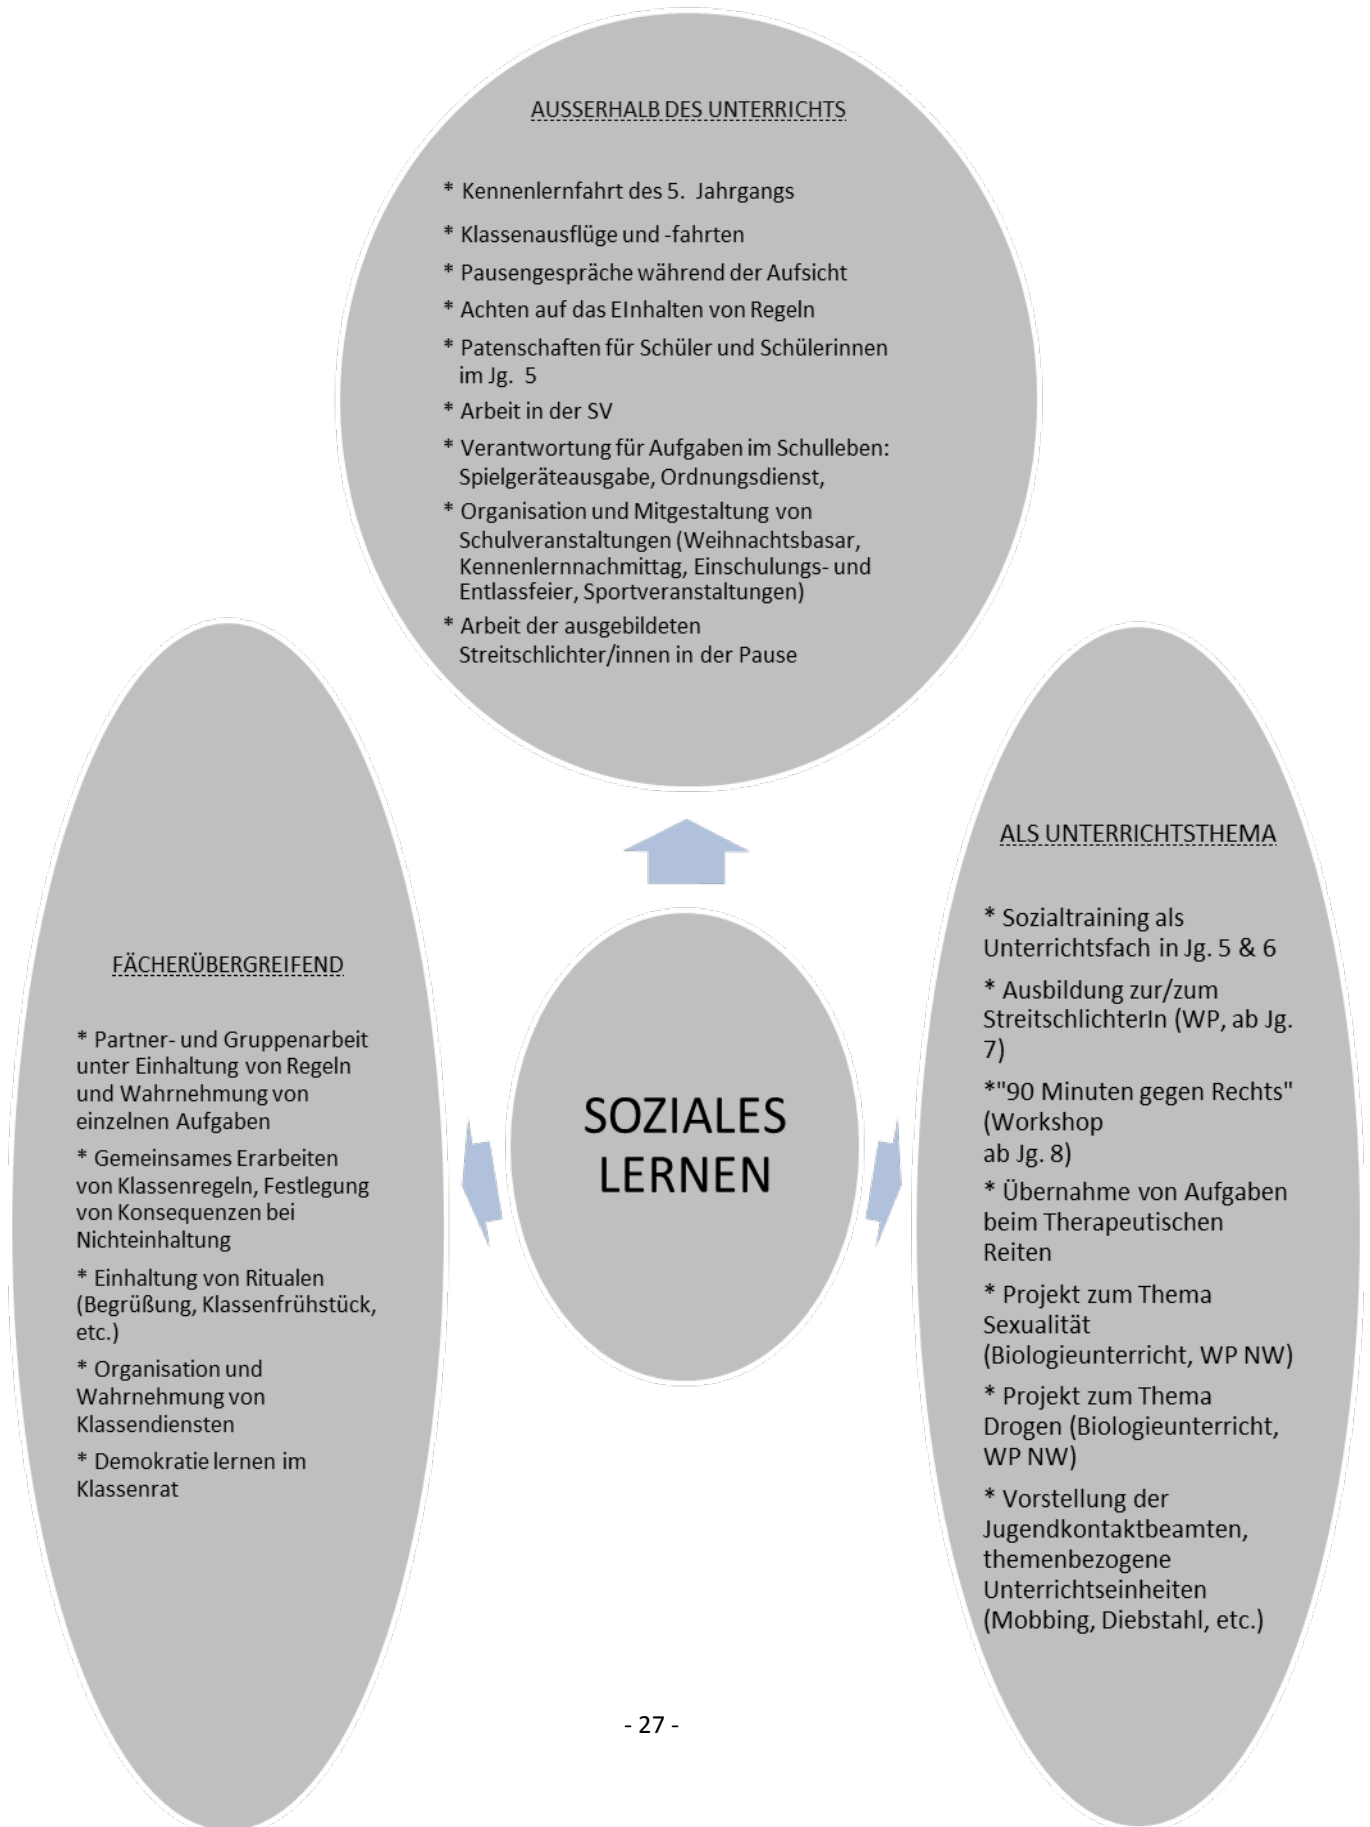 AUSSERHALB DES UNTERRICHTS
* Kennenlernfahrt des 5. Jahrgangs
* Klassenausflüge und -fahrten
* Pausengespräche während der Aufsicht
* Achten auf das EInhalten von Regeln
* Patenschaften für Schüler und Schülerinnen
im Jg. 5
* Arbeit in der SV
* Verantwortung für Aufgaben im Schulleben:
Spielgeräteausgabe, Ordnungsdienst,
* Organisation und Mitgestaltung von
Schulveranstaltungen (Weihnachtsbasar,
Kennenlernnachmittag, Einschulungs- und
Entlassfeier, Sportveranstaltungen)
* Arbeit der ausgebildeten
Streitschlichter/innen in der Pause
FÄCHERÜBERGREIFEND
* Partner- und Gruppenarbeit
unter Einhaltung von Regeln
und Wahrnehmung von
einzelnen Aufgaben
* Gemeinsames Erarbeiten
von Klassenregeln, Festlegung
von Konsequenzen bei
Nichteinhaltung
* Einhaltung von Ritualen
(Begrüßung, Klassenfrühstück,
etc.)
* Organisation und
Wahrnehmung von
Klassendiensten
* Demokratie lernen im
Klassenrat
SOZIALES
LERNEN
ALS UNTERRICHTSTHEMA
* Sozialtraining als
Unterrichtsfach in Jg. 5 & 6
* Ausbildung zur/zum
StreitschlichterIn (WP, ab Jg.
7)
*"90 Minuten gegen Rechts"
(Workshop
ab Jg. 8)
* Übernahme von Aufgaben
beim Therapeutischen
Reiten
* Projekt zum Thema
Sexualität
(Biologieunterricht, WP NW)
* Projekt zum Thema
Drogen (Biologieunterricht,
WP NW)
* Vorstellung der
Jugendkontaktbeamten,
themenbezogene
Unterrichtseinheiten
(Mobbing, Diebstahl, etc.)
- 27 -